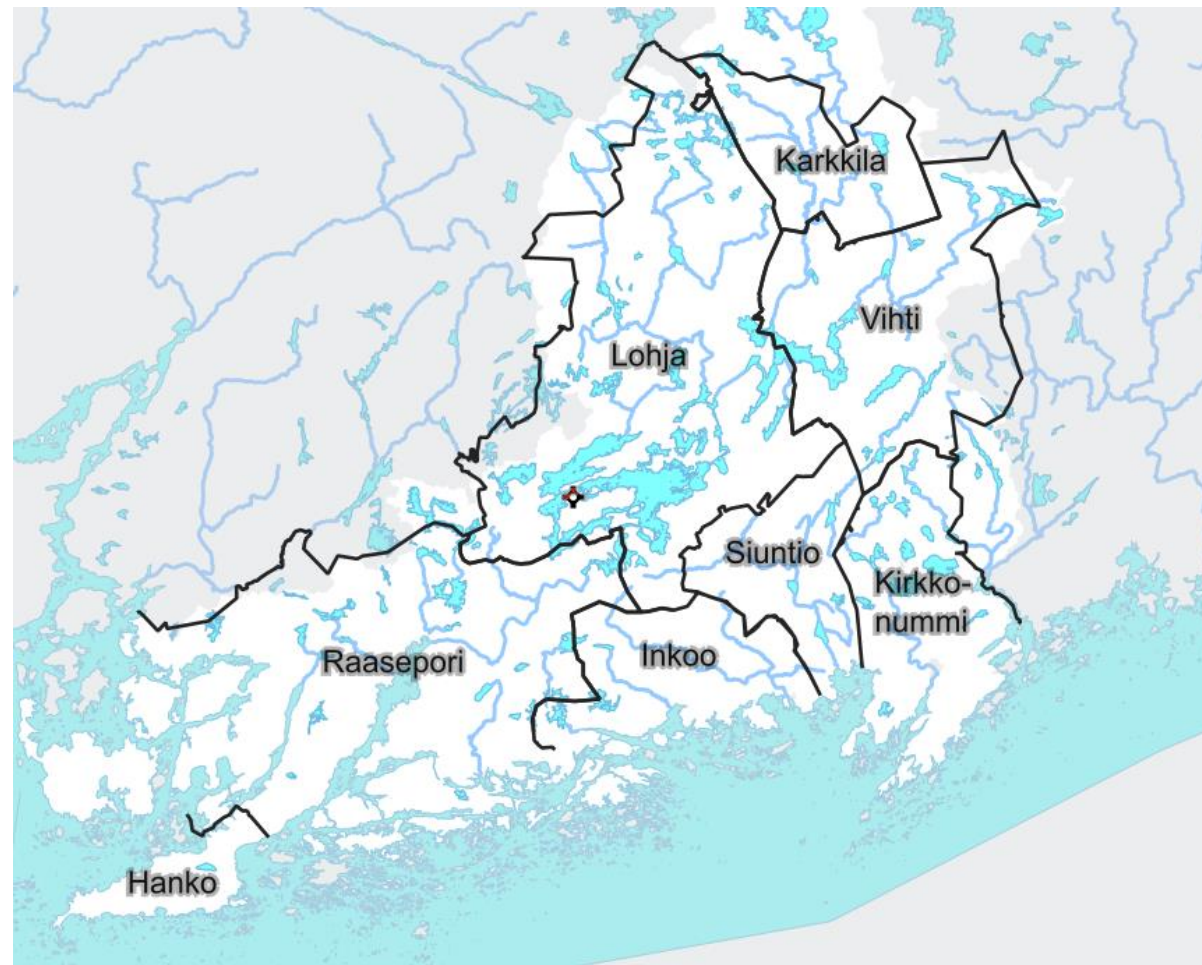 Karkkila
Vihti
Lohja
Siuntio
Kirkko-
nummi
Inkoo
Raasepori
Hanko